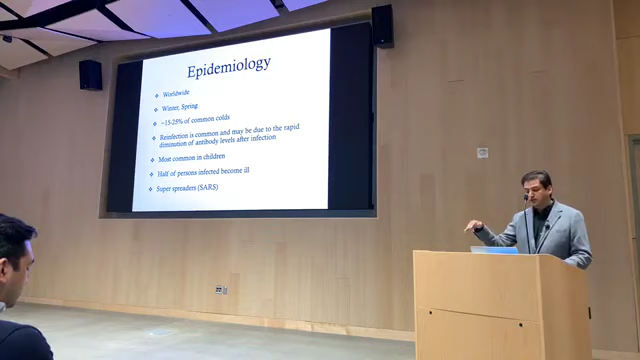 Epidemiology
Worldwide
Winter, Spring
~15-25% of common colds
Reinfection is common and may be due to the rapid
diminution of antibody levels after infection
Most common in children
Half of persons infected become ill
Super spreaders (SARS)